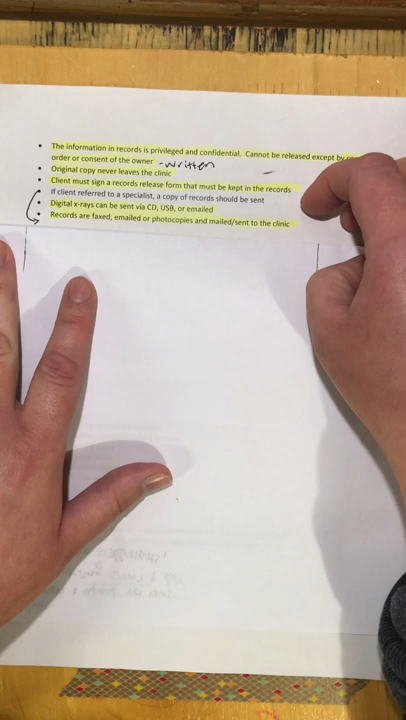 • The information in records is privileged and confidential. Cannot be released except by
order or consent of the owner -written
• Original copy never leaves the clinic
• Client must sign a records release form that must be kept in the records
• If client referred to a specialist, a copy of records should be sent
• Digital x-rays can be sent via CD, USB, or emailed
• Records are faxed, emailed or photocopies and mailed/sent to the clinic